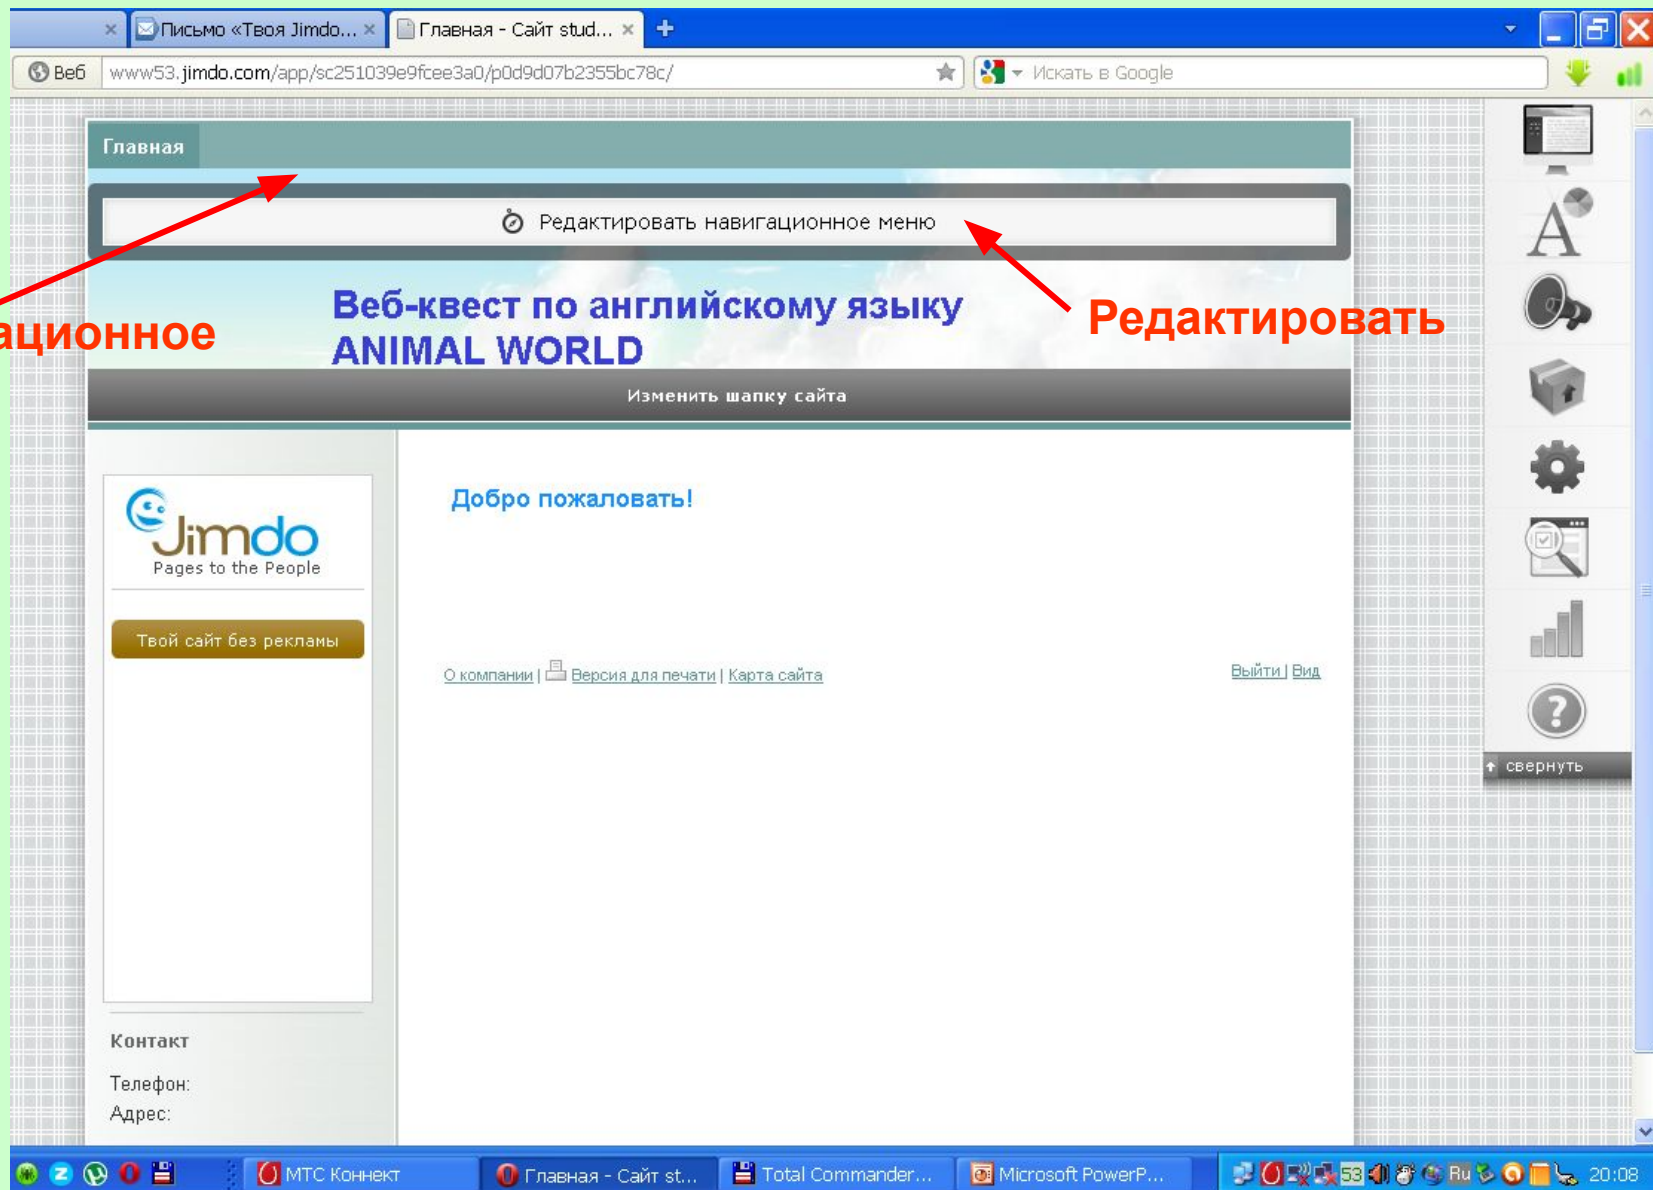 Письмо «Твоя Jimdo...
Главная - Сайт stud...
Веб
www53.jimdo.com/app/sc251039e9fcee3a0/p0d9d07b2355bc78c/
Искать в Google
Главная
Редактировать навигационное меню
Веб-квест по английскому языку
ANIMAL WORLD
ационное
Редактировать
Изменить шапку сайта
Jimdo
Pages to the People
Твой сайт без рекламы
Добро пожаловать!
О компании | Версия для печати | Карта сайта
Выйти | Вид
свернуть
Контакт
Телефон:
Адрес:
МТС Коннект
Главная - Сайт st...
Total Commander...
Microsoft PowerP...
53
Ru
20:08